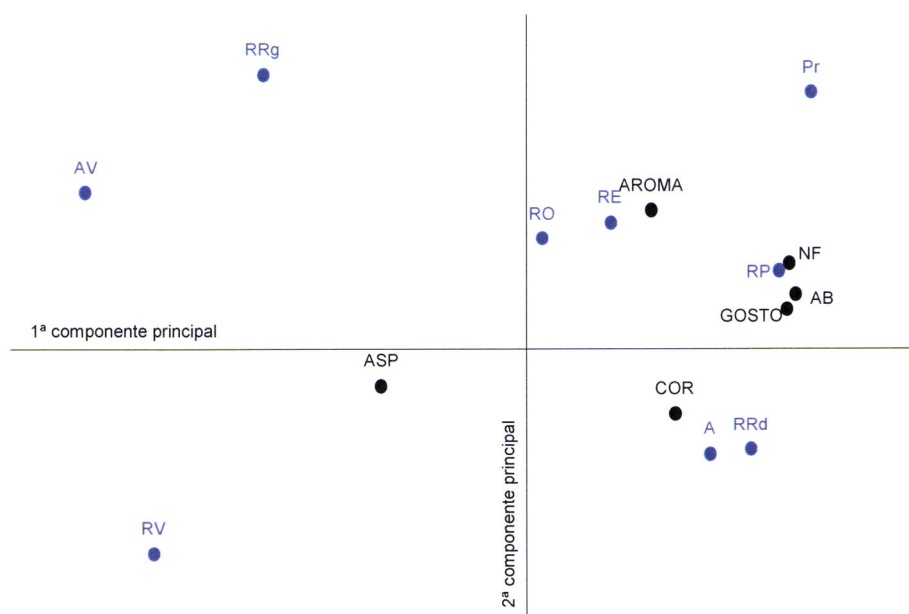 RRg
Pr
AV
AROMA
RE
RO
NF
RP
AB
GOSTO
1ª componente principal
ASP
COR
A
RRd
2ª componente principal
RV